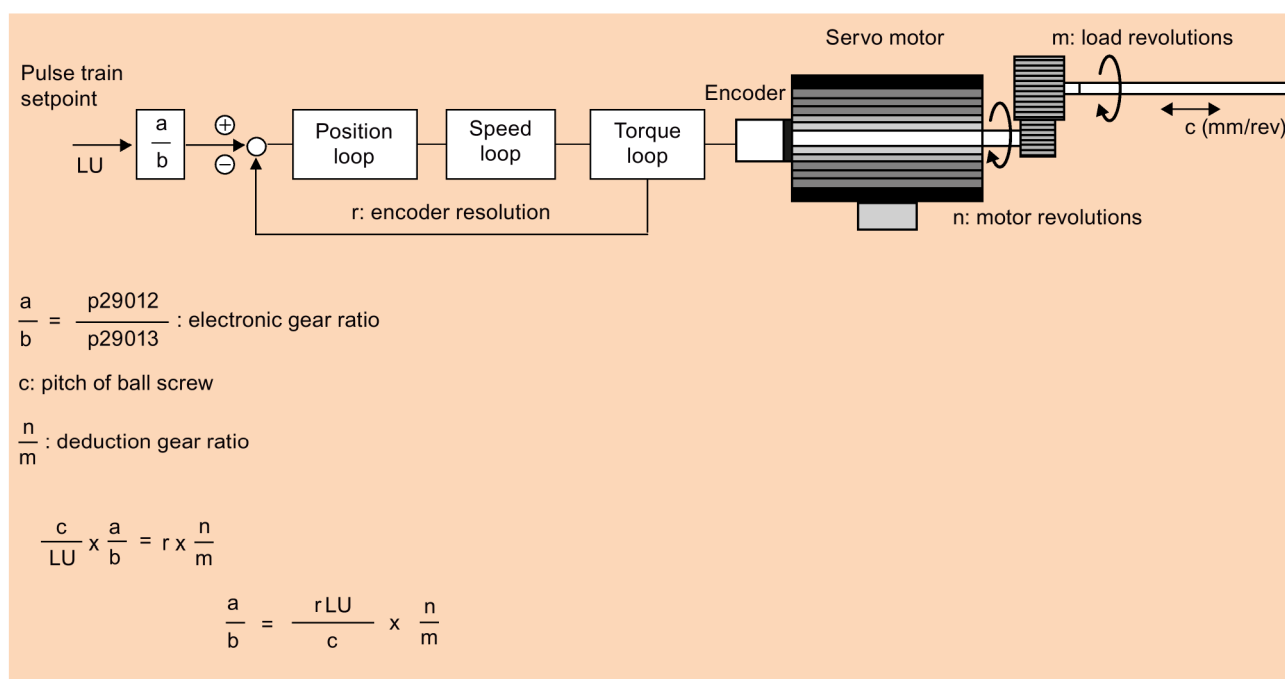 Servo motor
m: load revolutions
Pulse train
setpoint
Encoder
a
b
LU
+
−
Position
loop
Speed
loop
Torque
loop
c (mm/rev)
r: encoder resolution
n: motor revolutions
a
b
=
p29012
p29013
: electronic gear ratio
c: pitch of ball screw
n
m
: deduction gear ratio
c
LU
x
a
b
= r x
n
m
a
b
=
r LU
c
x
n
m